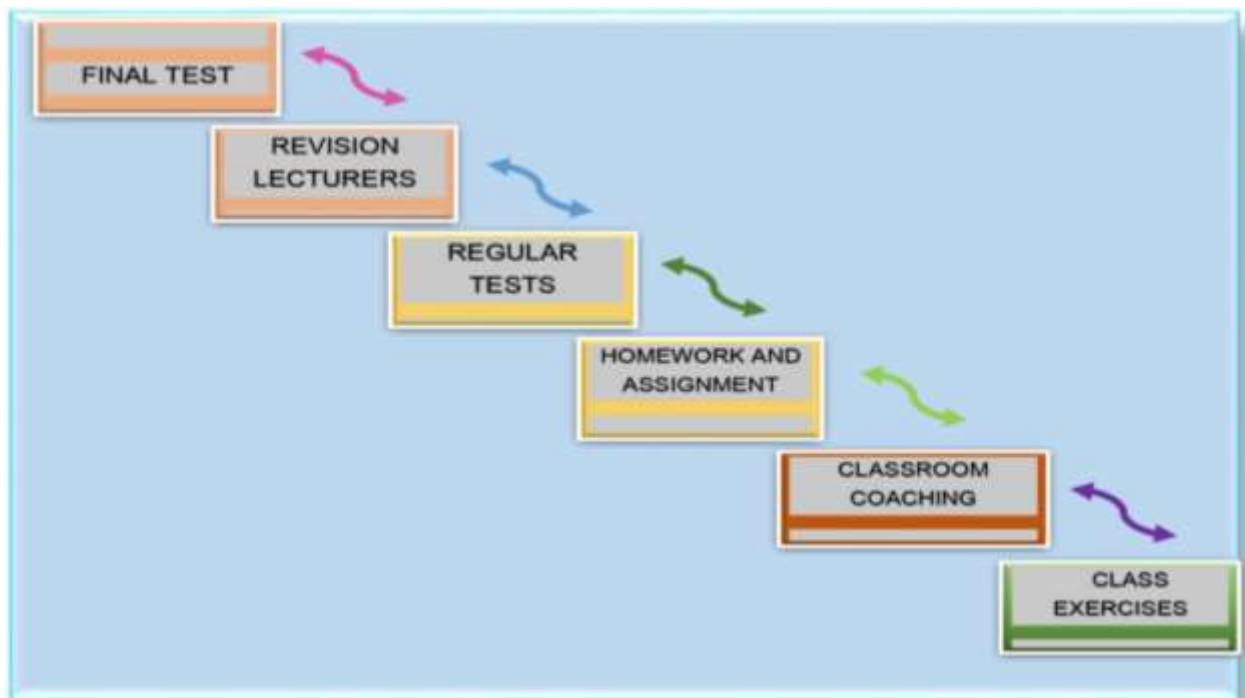 FINAL TEST
REVISION
LECTURERS
REGULAR
TESTS
HOMEWORK AND
ASSIGNMENT
CLASSROOM
COACHING
CLASS
EXERCISES